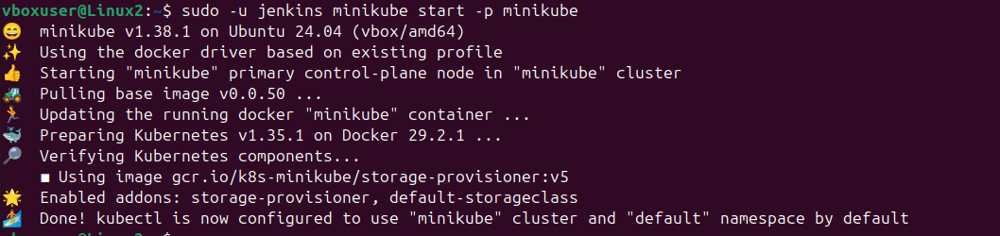 vboxuser@Linux2:~$ sudo -u jenkins minikube start -p minikube
😄  minikube v1.38.1 on Ubuntu 24.04 (vbox/amd64)
✨  Using the docker driver based on existing profile
👍  Starting "minikube" primary control-plane node in "minikube" cluster
🚜  Pulling base image v0.0.50 ...
🏃  Updating the running docker "minikube" container ...
🐳  Preparing Kubernetes v1.35.1 on Docker 29.2.1 ...
🔎  Verifying Kubernetes components...
    ▪ Using image gcr.io/k8s-minikube/storage-provisioner:v5
🌟  Enabled addons: storage-provisioner, default-storageclass
🏄  Done! kubectl is now configured to use "minikube" cluster and "default" namespace by default